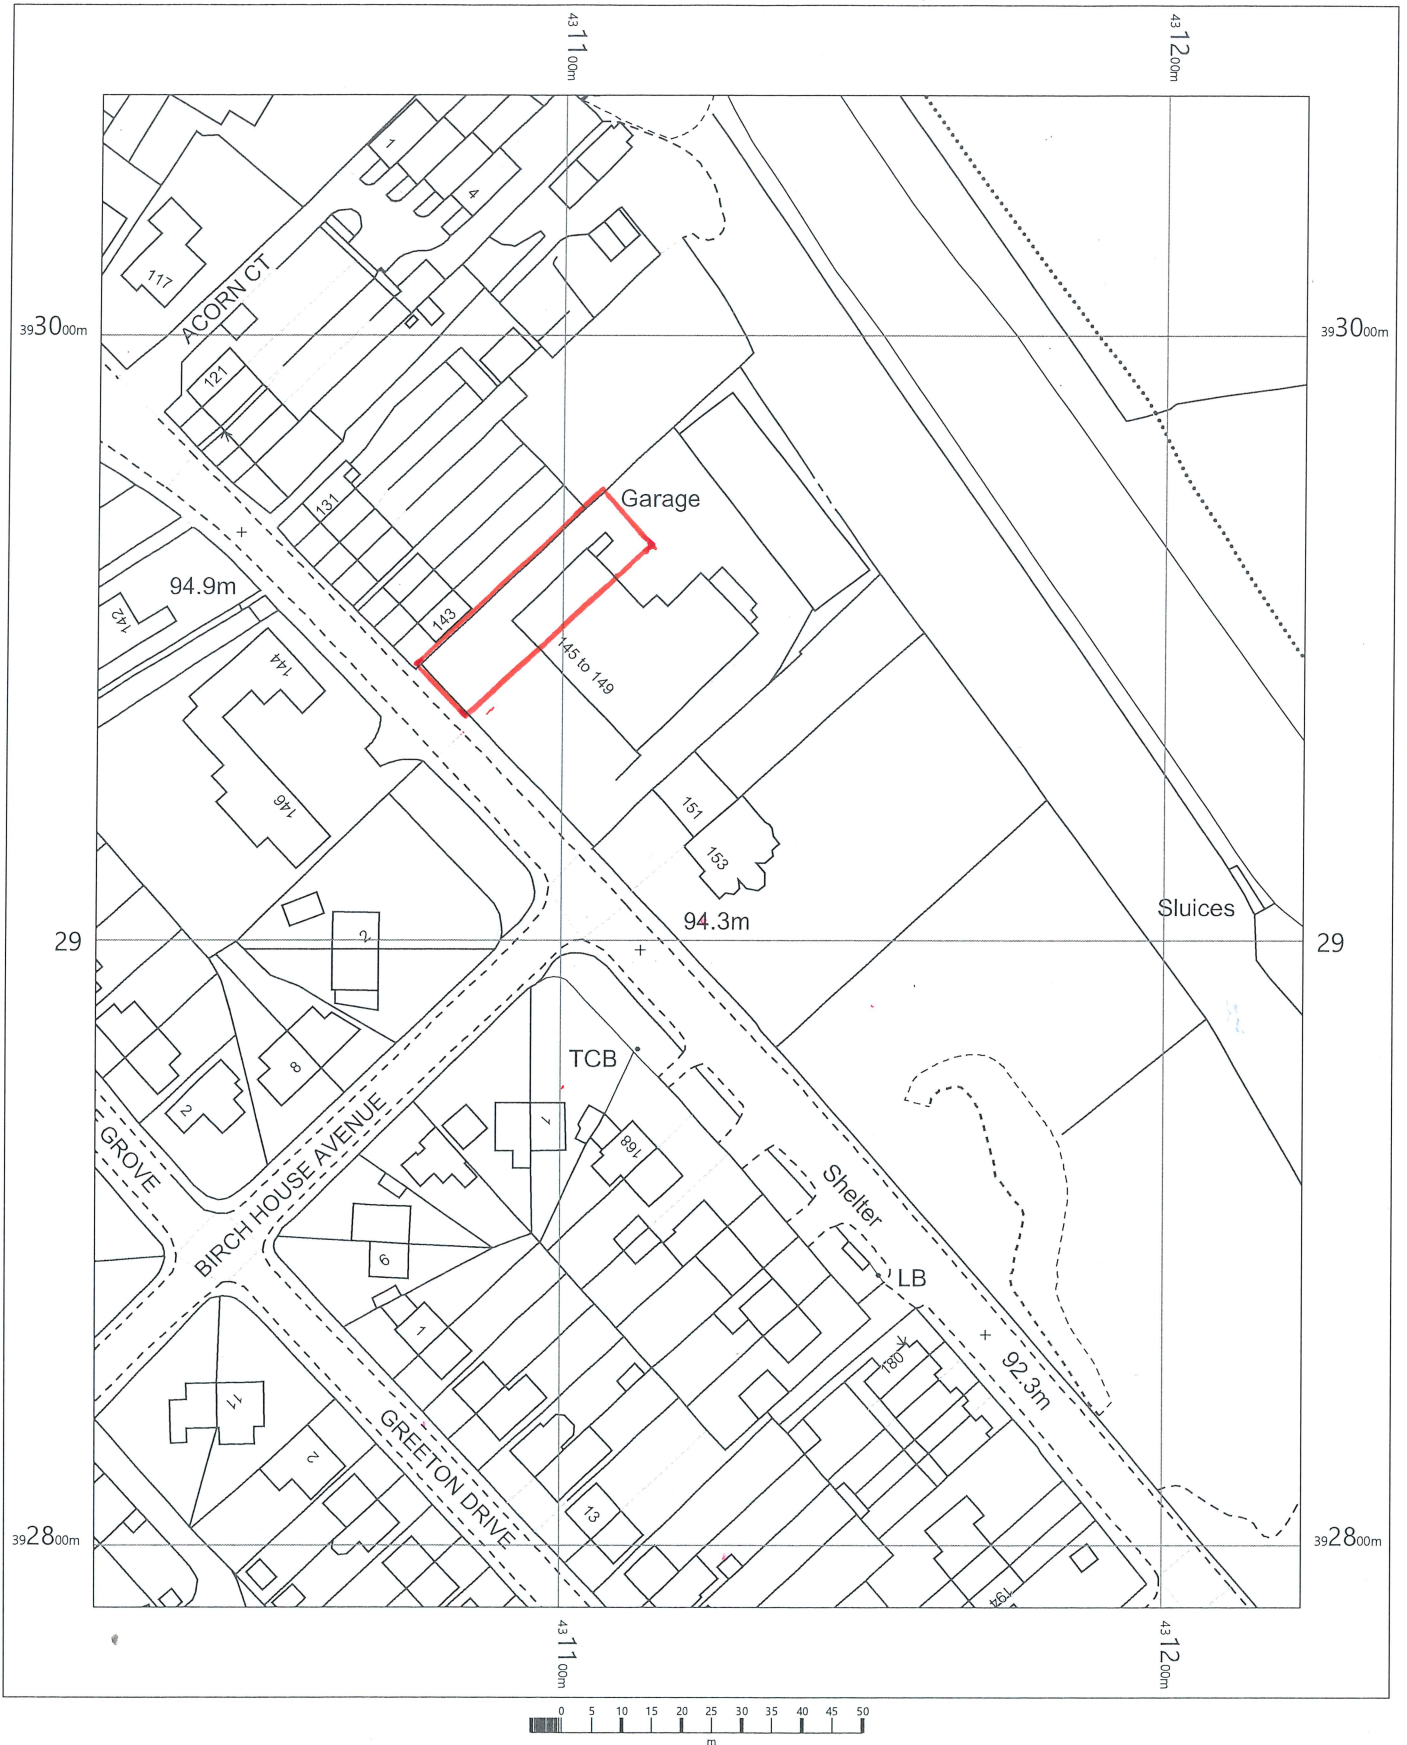 4311 00m
4312 00m
1
4
117
ACORN CT
3930 00m
3930 00m
121
131
Garage
94.9m
142
143
144
145 to 149
146
151
153
94.3m
Sluices
29
2
29
TCB
8
2
1
168
GROVE
BIRCH HOUSE AVENUE
Shelter
9
LB
1
180
92.3m
11
GREETON DRIVE
2
13
3928 00m
3928 00m
194
4311 00m
4312 00m
0 5 10 15 20 25 30 35 40 45 50
m